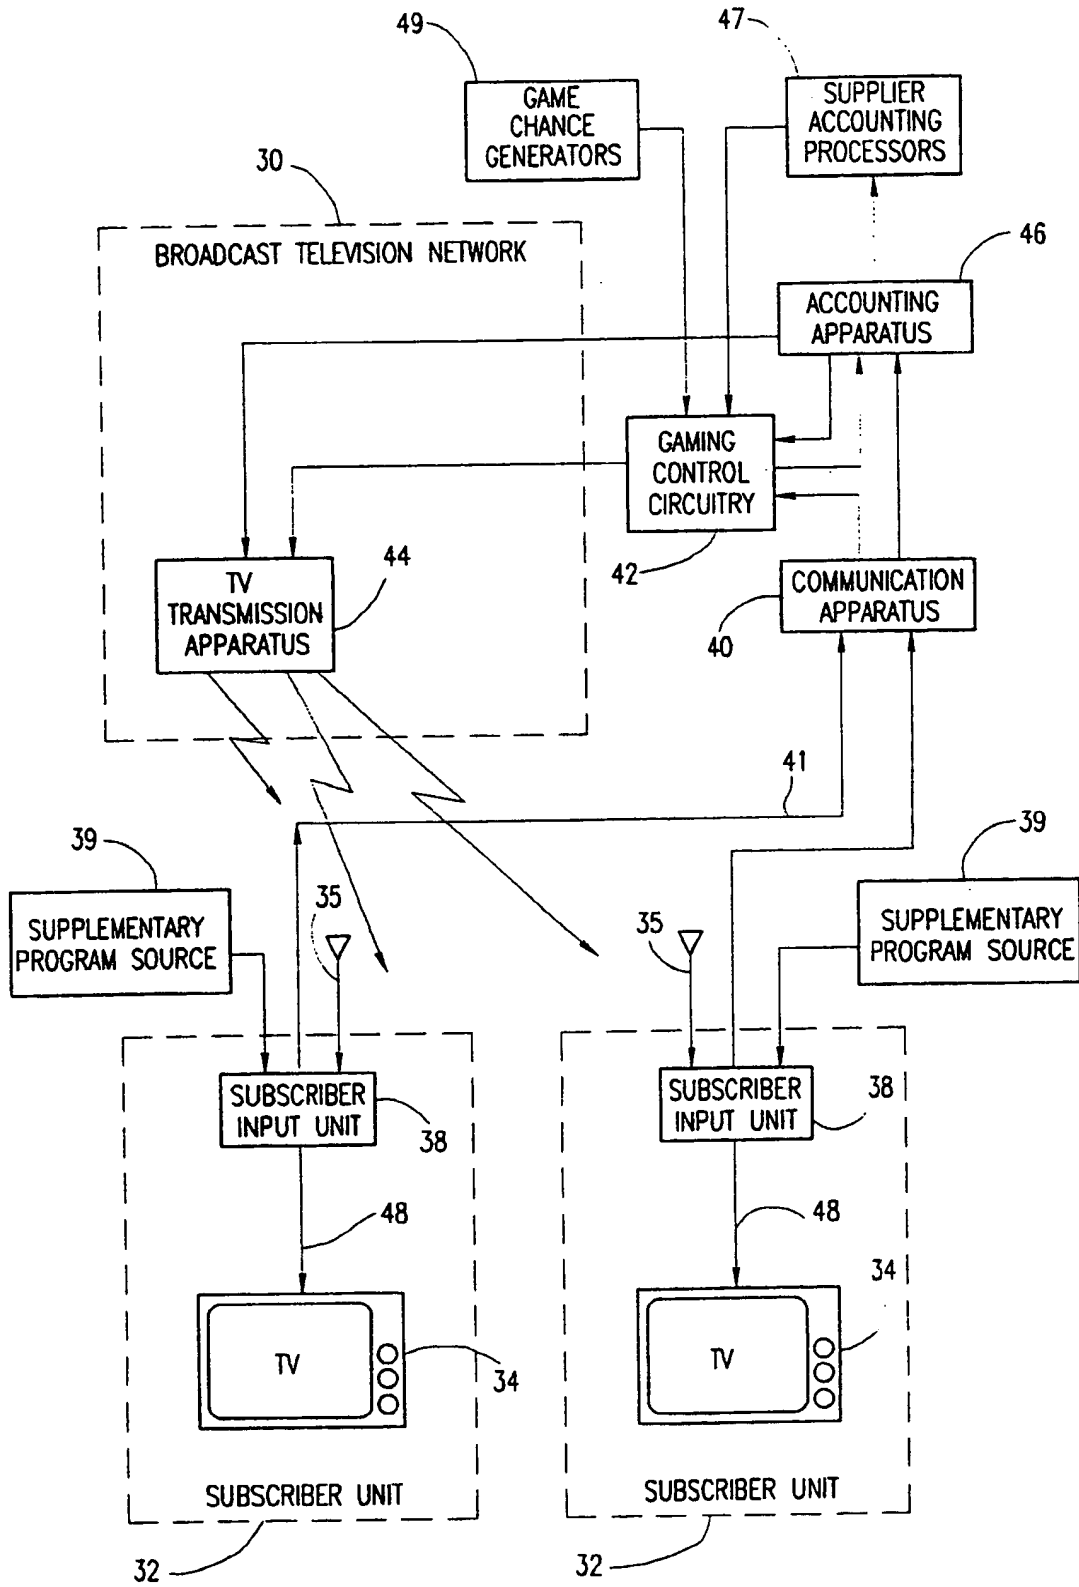 49
47
GAME
CHANCE
GENERATORS
SUPPLIER
ACCOUNTING
PROCESSORS
30
BROADCAST TELEVISION NETWORK
46
ACCOUNTING
APPARATUS
GAMING
CONTROL
CIRCUITRY
44
42
TV
TRANSMISSION
APPARATUS
COMMUNICATION
APPARATUS
40
41
39
39
35
35
SUPPLEMENTARY
PROGRAM SOURCE
SUPPLEMENTARY
PROGRAM SOURCE
SUBSCRIBER
INPUT UNIT
38
SUBSCRIBER
INPUT UNIT
38
48
48
34
TV
34
TV
SUBSCRIBER UNIT
SUBSCRIBER UNIT
32
32